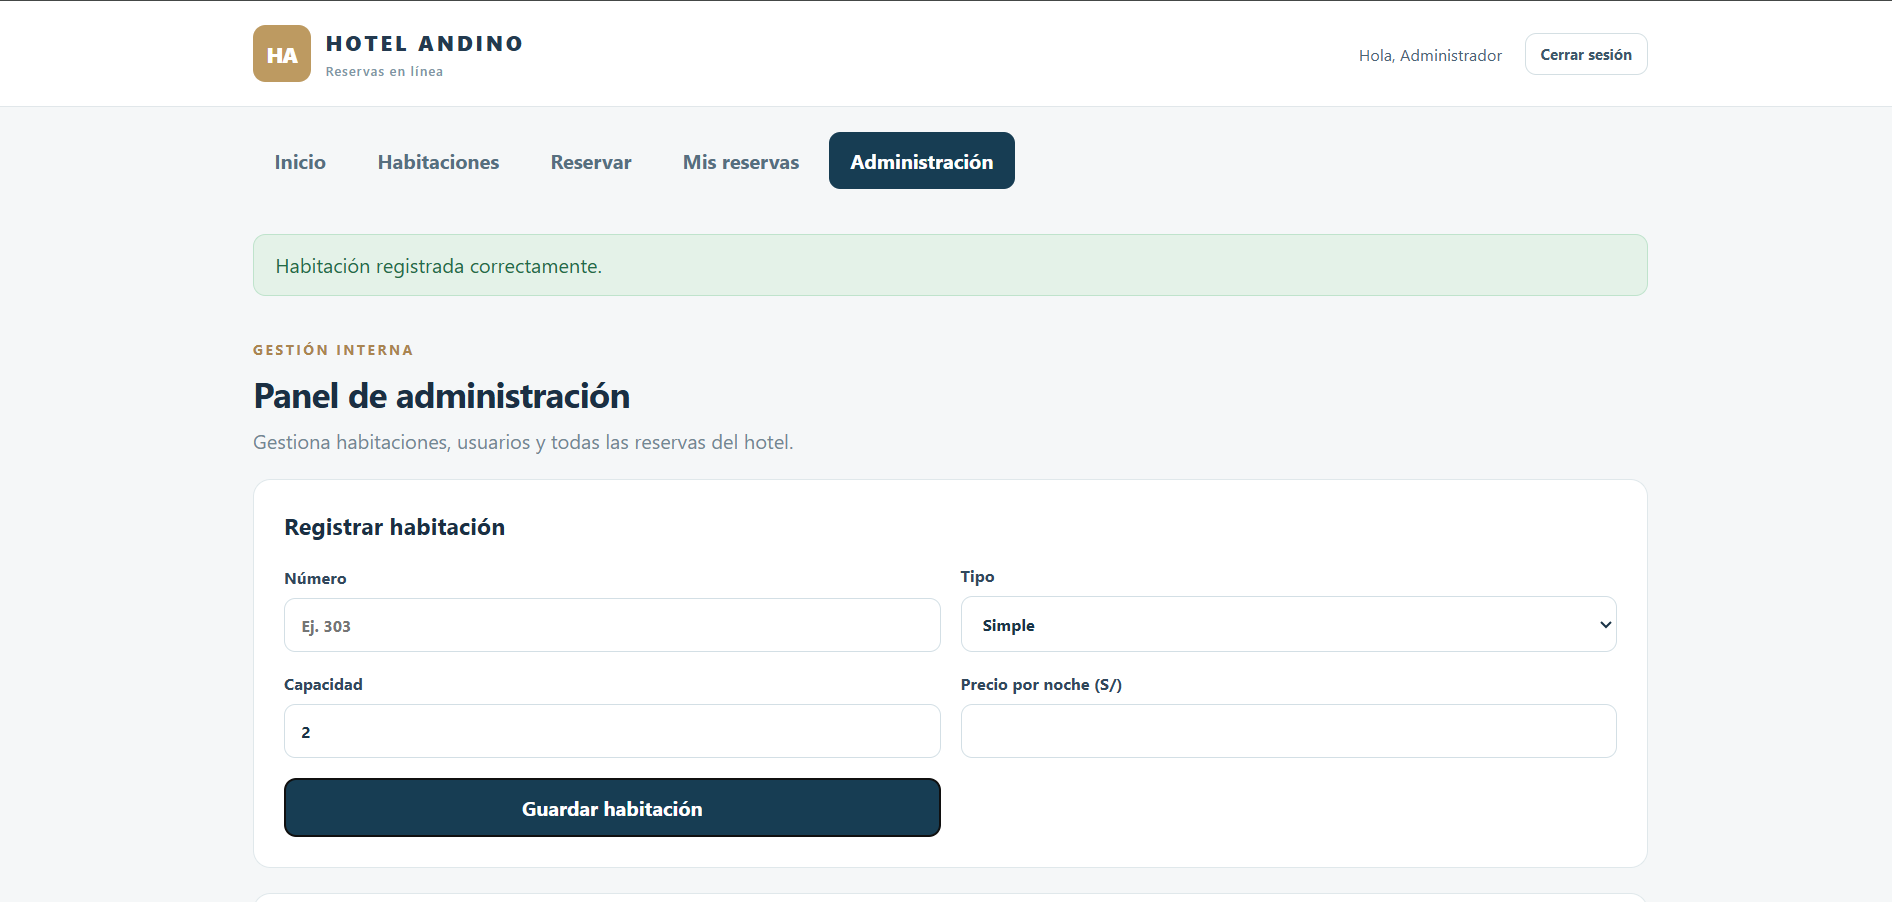 HA
HOTEL ANDINO
Reservas en línea
Hola, Administrador
Cerrar sesión
Inicio
Habitaciones
Reservar
Mis reservas
Administración
Habitación registrada correctamente.
GESTIÓN INTERNA
Panel de administración
Gestiona habitaciones, usuarios y todas las reservas del hotel.
Registrar habitación
Número
Tipo
Ej. 303
Simple
Capacidad
Precio por noche (S/)
2
Guardar habitación